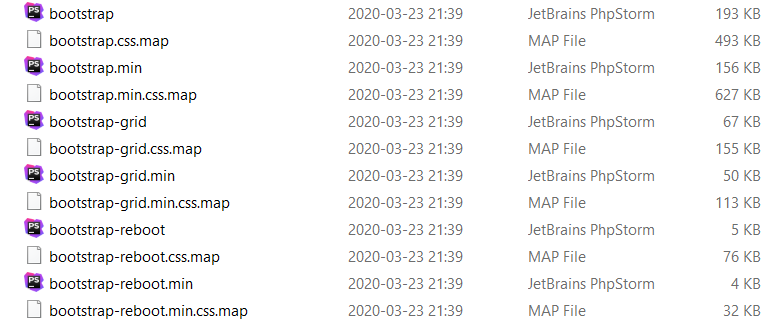 PS bootstrap 2020-03-23 21:39 JetBrains PhpStorm 193 KB
bootstrap.css.map 2020-03-23 21:39 MAP File 493 KB
PS bootstrap.min 2020-03-23 21:39 JetBrains PhpStorm 156 KB
bootstrap.min.css.map 2020-03-23 21:39 MAP File 627 KB
PS bootstrap-grid 2020-03-23 21:39 JetBrains PhpStorm 67 KB
bootstrap-grid.css.map 2020-03-23 21:39 MAP File 155 KB
PS bootstrap-grid.min 2020-03-23 21:39 JetBrains PhpStorm 50 KB
bootstrap-grid.min.css.map 2020-03-23 21:39 MAP File 113 KB
PS bootstrap-reboot 2020-03-23 21:39 JetBrains PhpStorm 5 KB
bootstrap-reboot.css.map 2020-03-23 21:39 MAP File 76 KB
PS bootstrap-reboot.min 2020-03-23 21:39 JetBrains PhpStorm 4 KB
bootstrap-reboot.min.css.map 2020-03-23 21:39 MAP File 32 KB